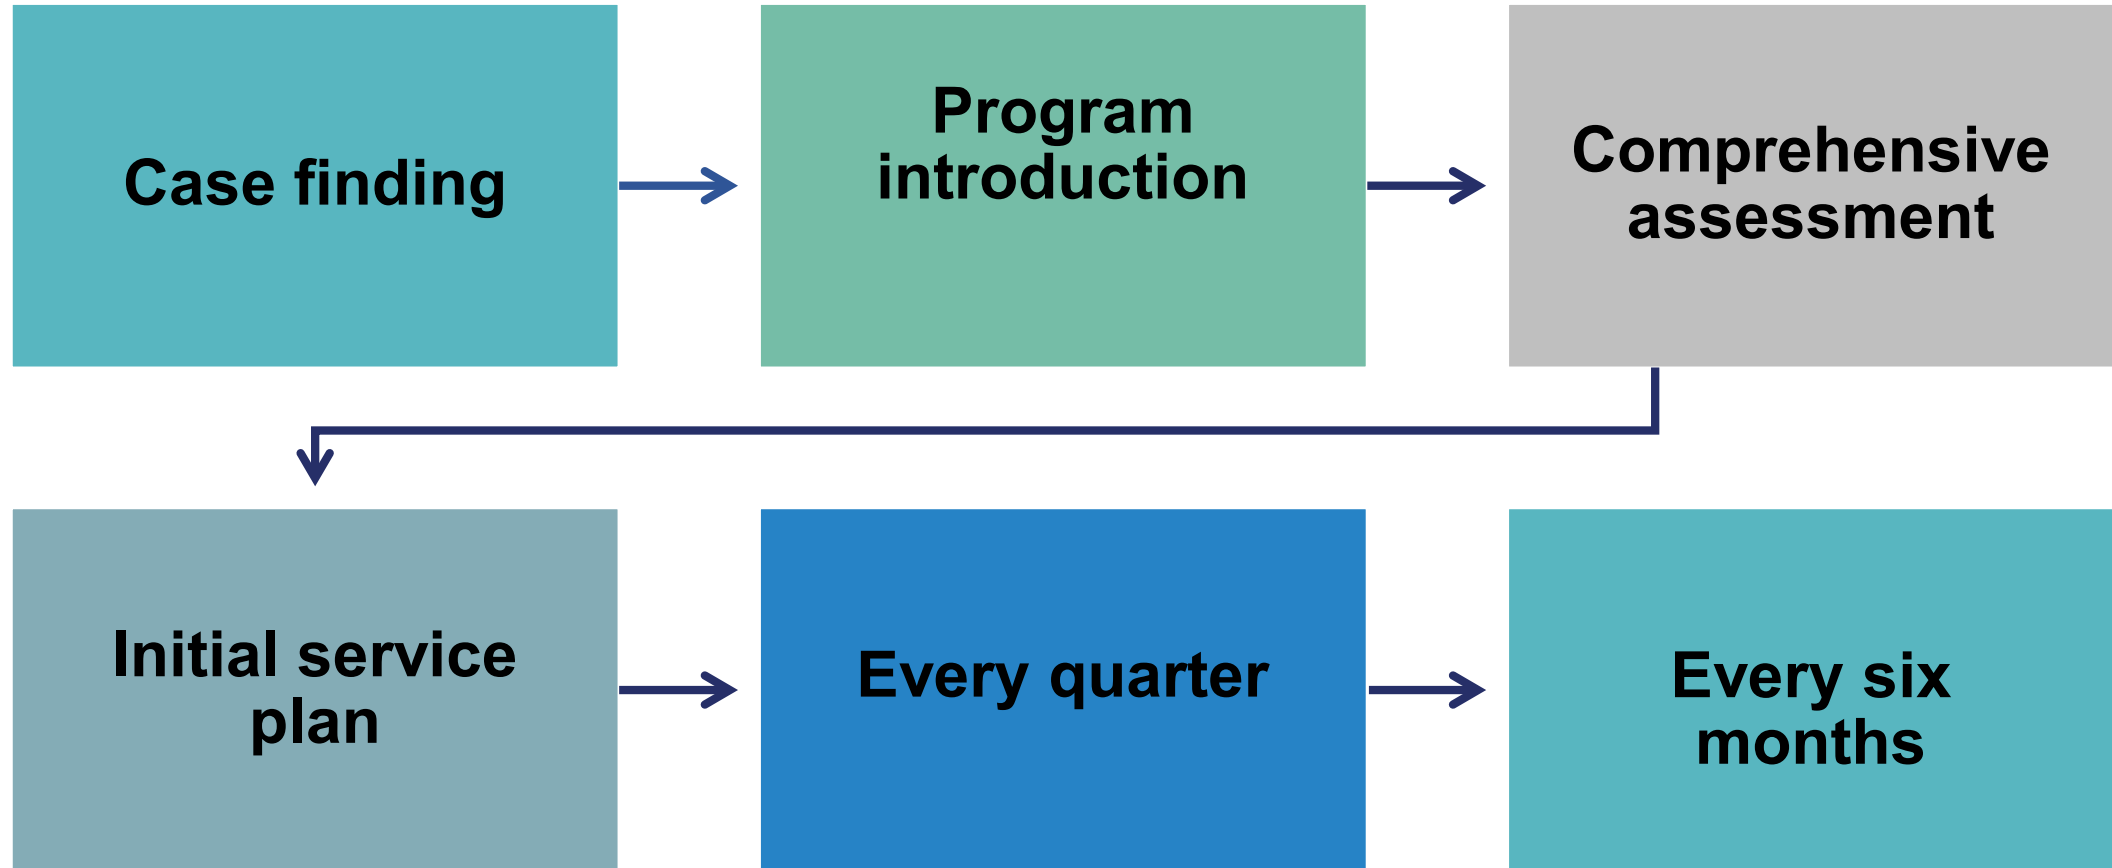 Case finding
Program
introduction
Comprehensive
assessment
Initial service
plan
Every quarter
Every six
months